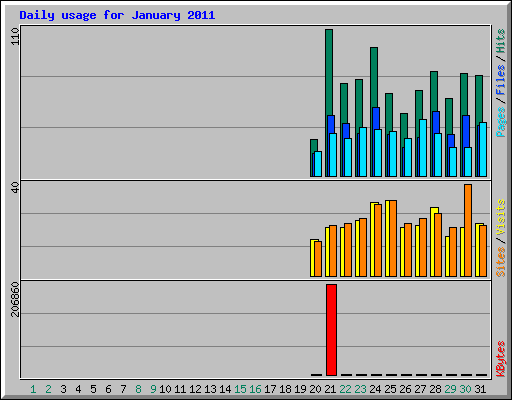 Daily usage for January 2011
110
40
206860
Pages / Files / Hits
Sites / Visits
KBytes
1 2 3 4 5 6 7 8 9 10 11 12 13 14 15 16 17 18 19 20 21 22 23 24 25 26 27 28 29 30 31